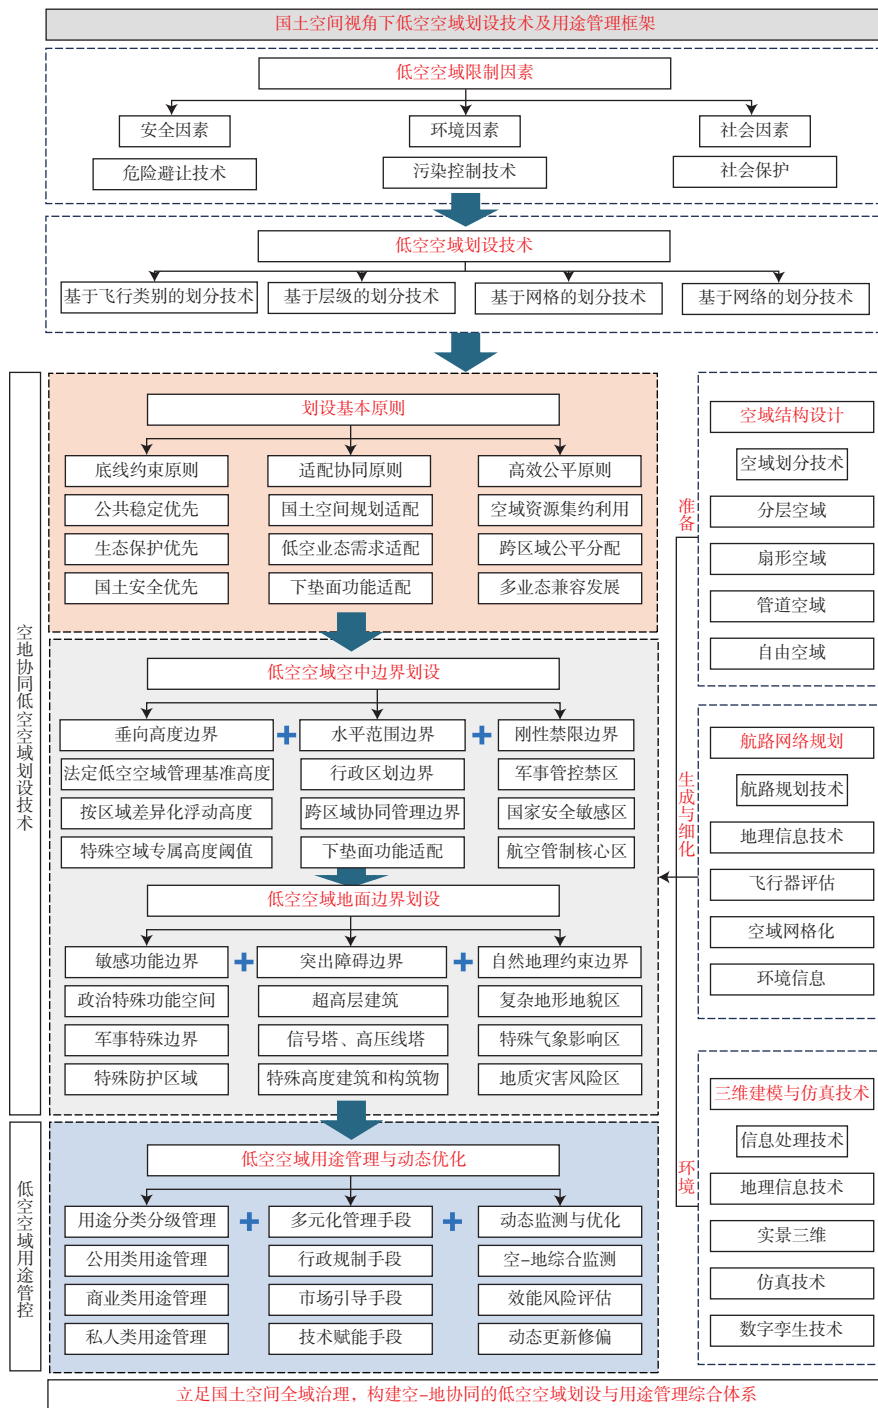 国土空间视角下低空空域划设技术及用途管理框架
低空空域限制因素
安全因素
环境因素
社会因素
危险避让技术
污染控制技术
社会保护
低空空域划设技术
基于飞行类别的划分技术
基于层级的划分技术
基于网格的划分技术
基于网络的划分技术
空地协同低空空域划设技术
划设基本原则
底线约束原则
适配协同原则
高效公平原则
公共稳定优先
国土空间规划适配
空域资源集约利用
生态保护优先
低空业态需求适配
跨区域公平分配
国土安全优先
下垫面功能适配
多业态兼容发展
低空空域空中边界划设
垂向高度边界
+
水平范围边界
+
刚性禁限边界
法定低空空域管理基准高度
行政区划边界
军事管控禁区
按区域差异化浮动高度
跨区域协同管理边界
国家安全敏感区
特殊空域专属高度阈值
下垫面功能适配
航空管制核心区
低空空域地面边界划设
敏感功能边界
+
突出障碍边界
+
自然地理约束边界
政治特殊功能空间
超高层建筑
复杂地形地貌区
军事特殊边界
信号塔、高压线塔
特殊气象影响区
特殊防护区域
特殊高度建筑和构筑物
地质灾害风险区
低空空域用途管控
低空空域用途管理与动态优化
用途分类分级管理
+
多元化管理手段
+
动态监测与优化
公用类用途管理
行政规制手段
空-地综合监测
商业类用途管理
市场引导手段
效能风险评估
私人类用途管理
技术赋能手段
动态更新修偏
准备
生成与细化
环境
空域结构设计
空域划分技术
分层空域
扇形空域
管道空域
自由空域
航路网络规划
航路规划技术
地理信息技术
飞行器评估
空域网格化
环境信息
三维建模与仿真技术
信息处理技术
地理信息技术
实景三维
仿真技术
数字孪生技术
立足国土空间全域治理，构建空-地协同的低空空域划设与用途管理综合体系